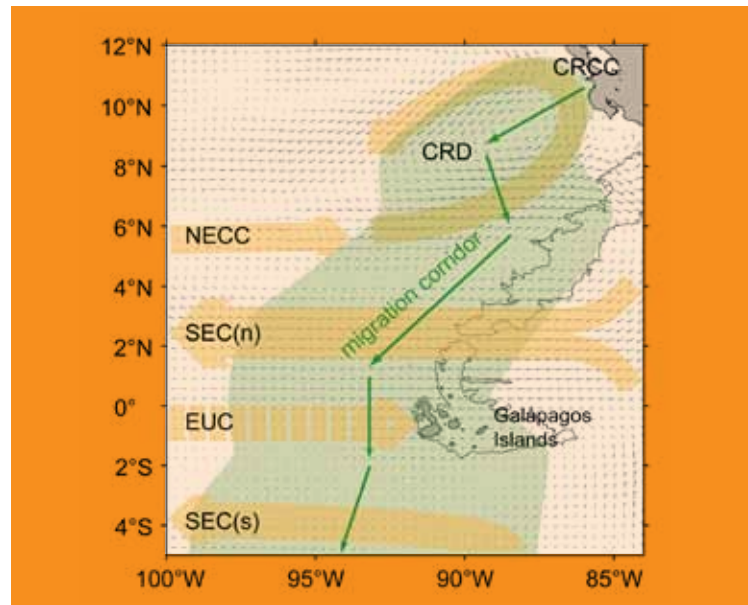 12°N
CRCC
10°N
CRD
8°N
6°N
NECC
migration corridor
4°N
SEC(n)
2°N
0°
EUC
Galápagos
Islands
2°S
SEC(s)
4°S
100°W
95°W
90°W
85°W